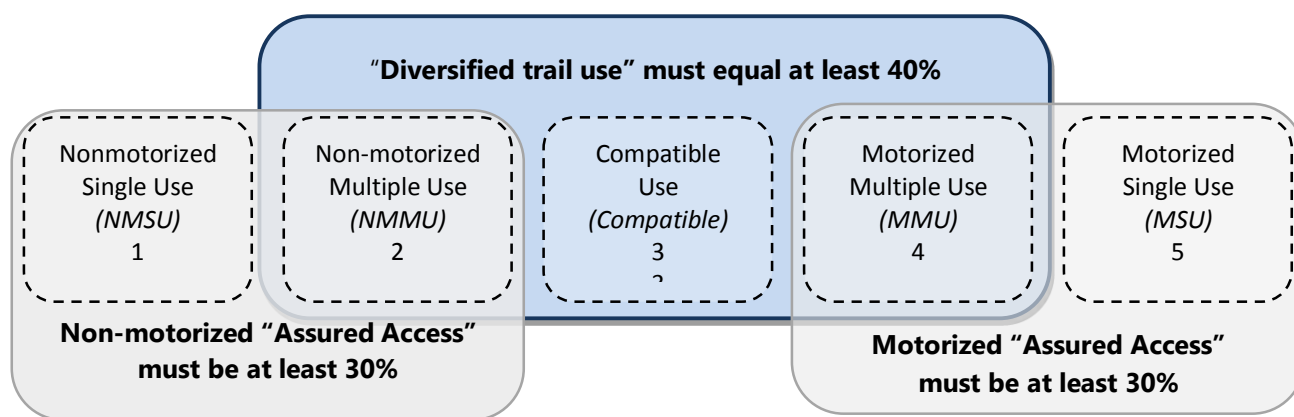 “Diversified trail use” must equal at least 40%
Nonmotorized
Single Use
(NMSU)
1
Non-motorized
Multiple Use
(NMMU)
2
Compatible
Use
(Compatible)
3
Motorized
Multiple Use
(MMU)
4
Motorized
Single Use
(MSU)
5
Non-motorized “Assured Access”
must be at least 30%
Motorized “Assured Access”
must be at least 30%